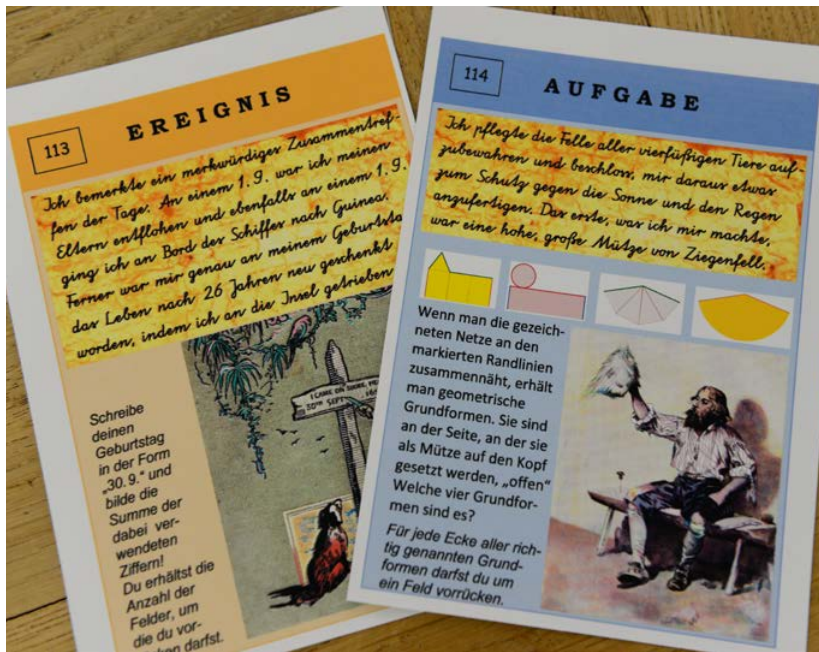 113
EREIGNIS
Ich bemerkte ein merkwürdiges Zusammentref-
fen der Tage: An einem 1.9. war ich meinen
Eltern entflohen und ebenfalls an einem 1.9.
ging ich an Bord des Schiffes nach Guinea.
Ferner war mir genau an meinem Geburtsta
das Leben nach 26 Jahren neu geschenkt
worden, indem ich an die Insel getrieben
I CAME ON SHORE
30TH SEPT
Schreibe
deinen
Geburtstag
in der Form
„30. 9.“ und
bilde die
Summe der
dabei ver-
wendeten
Ziffern!
Du erhältst die
Anzahl der
Felder, um
die du vor-
darfst.
114
AUFGABE
Ich pflegte die Felle aller vierfüßigen Tiere auf-
zubewahren und beschloss, mir daraus etwas
zum Schutz gegen die Sonne und den Regen
anzufertigen. Das erste, was ich mir machte,
war eine hohe, große Mütze von Ziegenfell.
Wenn man die gezeich-
neten Netze an den
markierten Randlinien
zusammennäht, erhält
man geometrische
Grundformen. Sie sind
an der Seite, an der sie
als Mütze auf den Kopf
gesetzt werden, „offen“
Welche vier Grundfor-
men sind es?
Für jede Ecke aller rich-
tig genannten Grund-
formen darfst du um
ein Feld vorrücken.